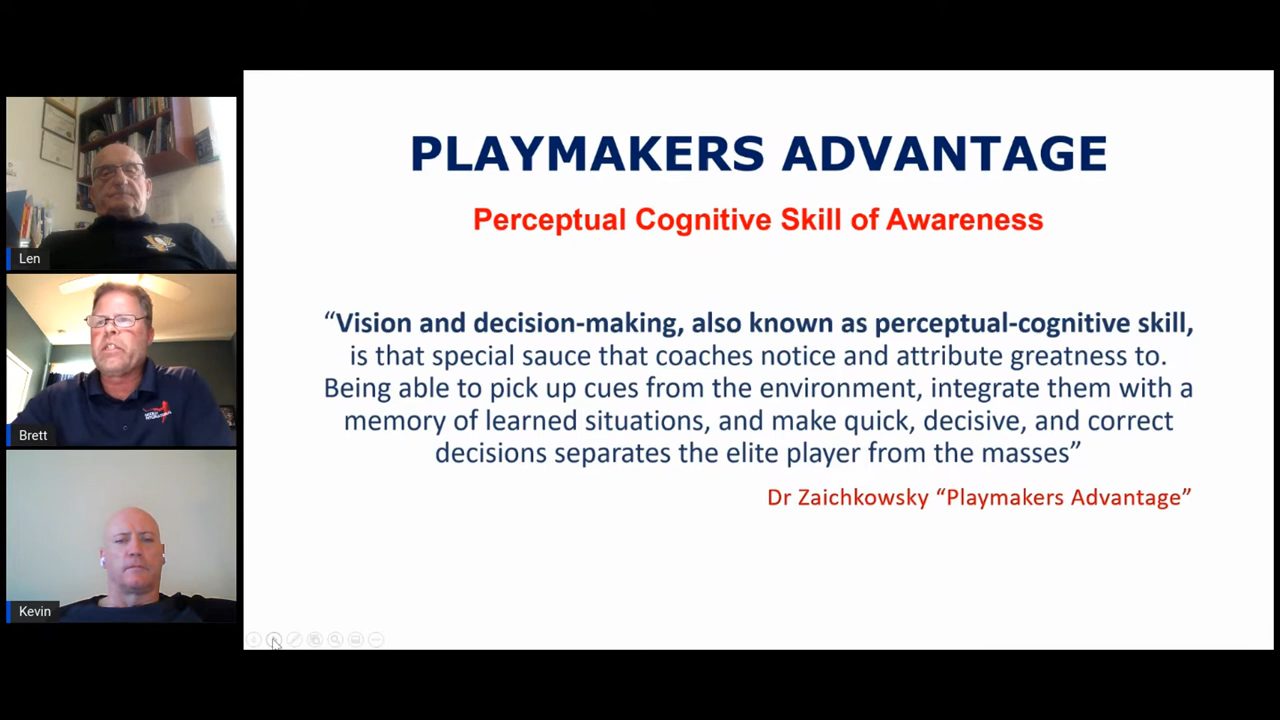 PLAYMAKERS ADVANTAGE
Perceptual Cognitive Skill of Awareness
“Vision and decision-making, also known as perceptual-cognitive skill,
is that special sauce that coaches notice and attribute greatness to.
Being able to pick up cues from the environment, integrate them with a
memory of learned situations, and make quick, decisive, and correct
decisions separates the elite player from the masses”
Dr Zaichkowsky “Playmakers Advantage”
Len
Brett
Kevin